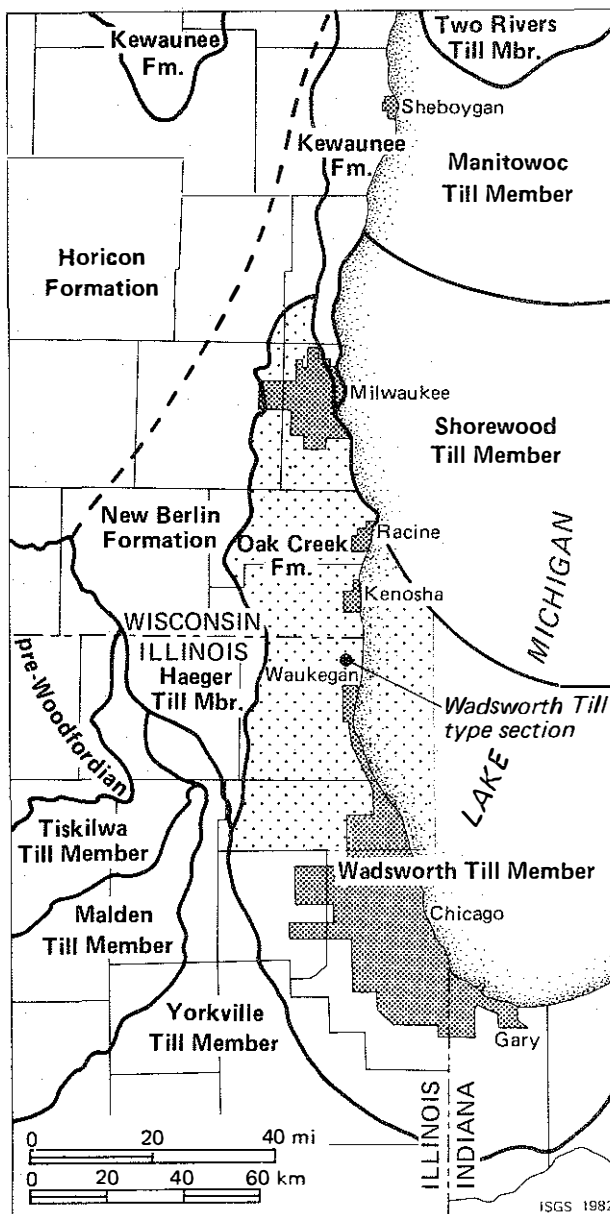 Kewaunee
Fm.
Two Rivers
Till Mbr.
Sheboygan
Kewaunee
Fm.
Manitowoc
Till Member
Horicon
Formation
Milwaukee
Shorewood
Till Member
New Berlin
Formation
Oak Creek
Fm.
Racine
Kenosha
MICHIGAN
WISCONSIN
ILLINOIS
Haeger
Till Mbr.
Waukegan
Wadsworth Till
type section
pre-Woodfordian
LAKE
Tiskilwa
Till Member
Wadsworth Till Member
Malden
Till Member
Chicago
Yorkville
Till Member
Gary
ILLINOIS
INDIANA
0 20 40 mi
0 20 40 60 km
ISGS 1982